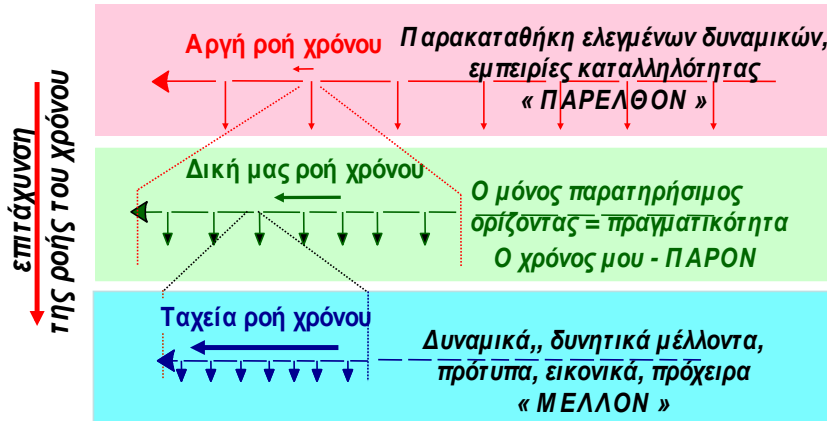 επιτάχυνση
της ροής του χρόνου
Αργή ροή χρόνου
Παρακαταθήκη ελεγμένων δυναμικών,
εμπειρίες καταλληλότητας
« ΠΑΡΕΛΘΟΝ »
Δική μας ροή χρόνου
Ο μόνος παρατηρήσιμος
ορίζοντας = πραγματικότητα
Ο χρόνος μου - ΠΑΡΟΝ
Ταχεία ροή χρόνου
Δυναμικά,, δυνητικά μέλλοντα,
πρότυπα, εικονικά, πρόχειρα
« ΜΕΛΛΟΝ »